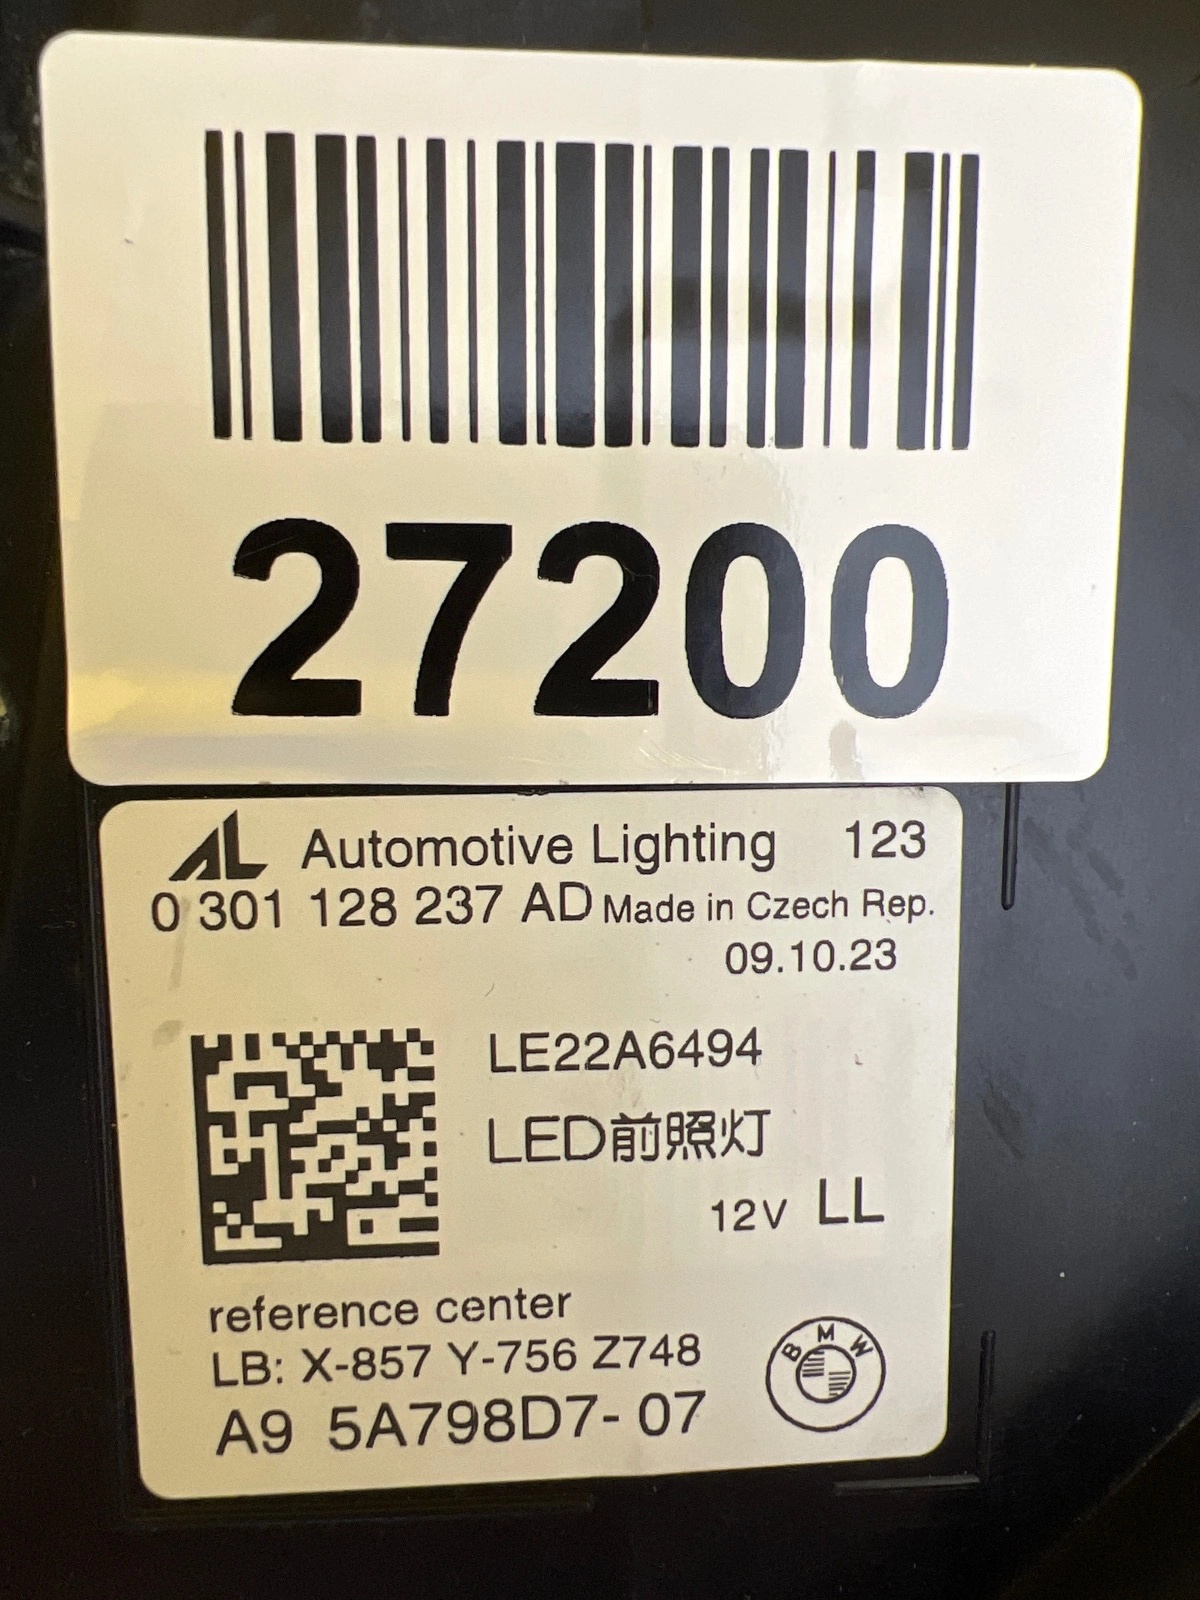 27200
AL Automotive Lighting 123
0 301 128 237 AD Made in Czech Rep.
09.10.23
LE22A6494
LED前照灯
12V LL
reference center
LB: X-857 Y-756 Z748
A9 5A798D7-07
BMW